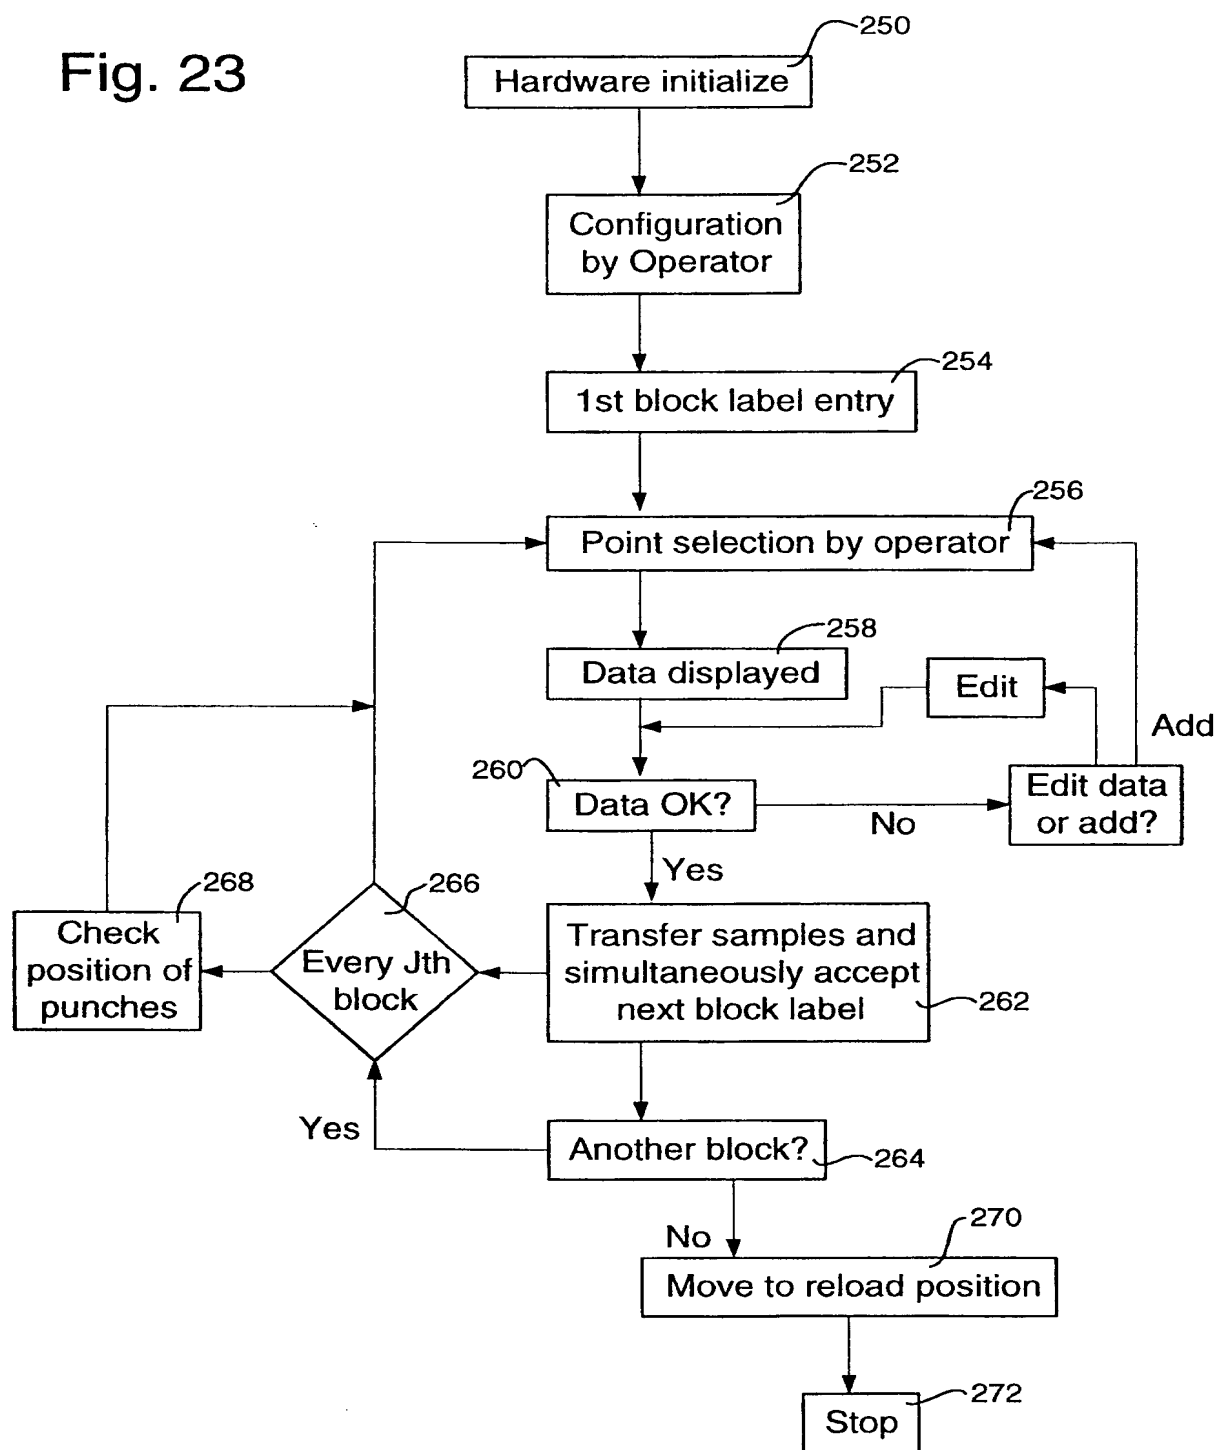 Fig. 23
250
Hardware initialize
252
Configuration
by Operator
254
1st block label entry
256
Point selection by operator
258
Data displayed
Edit
Add
260
Data OK?
No
Edit data
or add?
Yes
268
266
Check
position of
punches
Every Jth
block
Transfer samples and
simultaneously accept
next block label
262
Yes
Another block?
264
No
270
Move to reload position
272
Stop